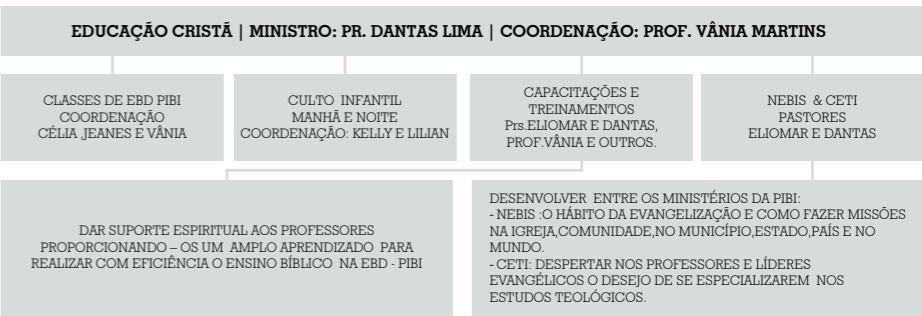 EDUCAÇÃO CRISTÃ | MINISTRO: PR. DANTAS LIMA | COORDENAÇÃO: PROF. VÂNIA MARTINS
CLASSES DE EBD PIBI
COORDENAÇÃO
CÉLIA ,JEANES E VÂNIA
CULTO INFANTIL
MANHÃ E NOITE
COORDENAÇÃO: KELLY E LILIAN
CAPACITAÇÕES E
TREINAMENTOS
Prs.ELIOMAR E DANTAS,
PROF.VÂNIA E OUTROS.
NEBIS & CETI
PASTORES
ELIOMAR E DANTAS
DAR SUPORTE ESPIRITUAL AOS PROFESSORES
PROPORCIONANDO – OS UM AMPLO APRENDIZADO PARA
REALIZAR COM EFICIÊNCIA O ENSINO BÍBLICO NA EBD - PIBI
DESENVOLVER ENTRE OS MINISTÉRIOS DA PIBI:
- NEBIS :O HÁBITO DA EVANGELIZAÇÃO E COMO FAZER MISSÕES
NA IGREJA,COMUNIDADE,NO MUNICÍPIO,ESTADO,PAÍS E NO
MUNDO.
- CETI: DESPERTAR NOS PROFESSORES E LÍDERES
EVANGÉLICOS O DESEJO DE SE ESPECIALIZAREM NOS
ESTUDOS TEOLÓGICOS.